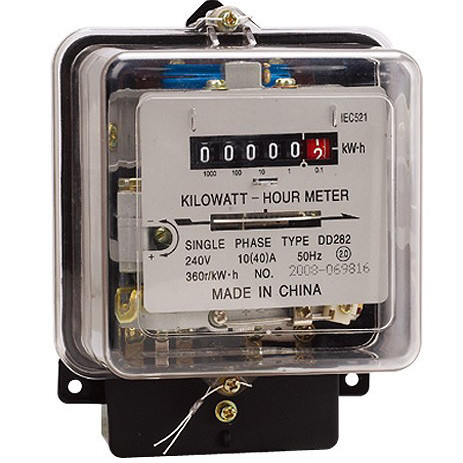 IEC521
0 0 0 0 0 kW·h
1000 100 10 1 0.1
KILOWATT - HOUR METER
- +
SINGLE PHASE TYPE DD282
240V 10(40)A 50Hz 2.0
360r/kW·h NO. 2008-069816
MADE IN CHINA